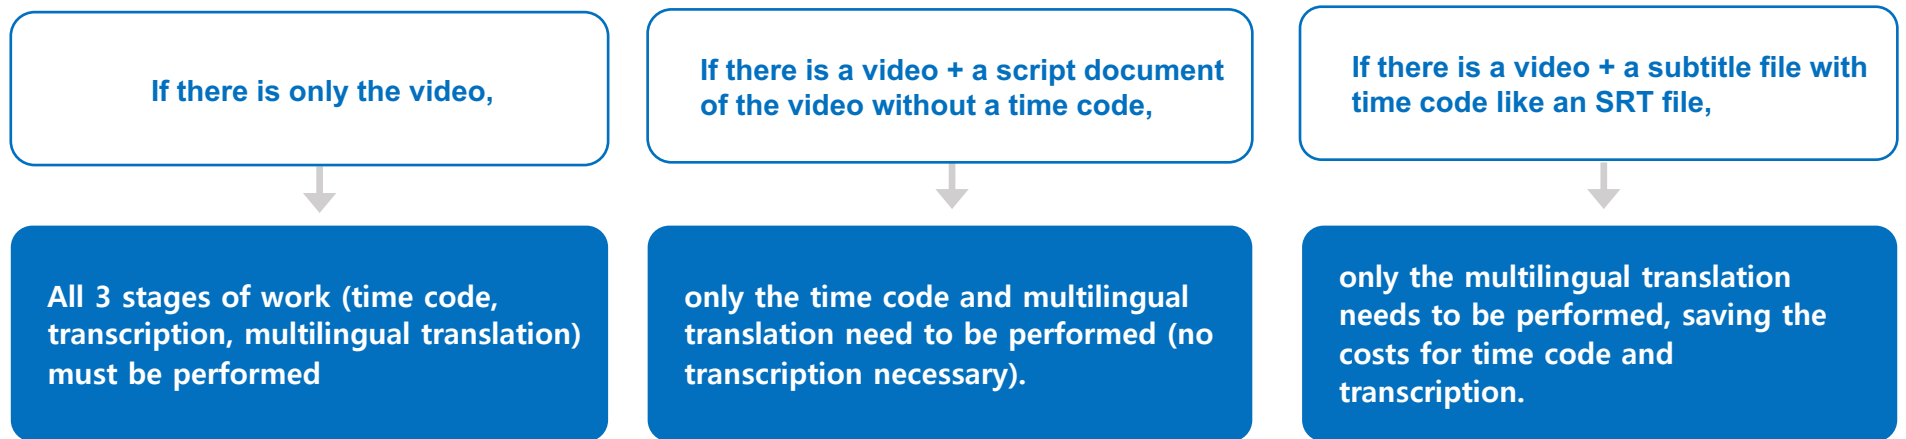 If there is only the video,
All 3 stages of work (time code,
transcription, multilingual translation)
must be performed
If there is a video + a script document
of the video without a time code,
only the time code and multilingual
translation need to be performed (no
transcription necessary).
If there is a video + a subtitle file with
time code like an SRT file,
only the multilingual translation
needs to be performed, saving the
costs for time code and
transcription.